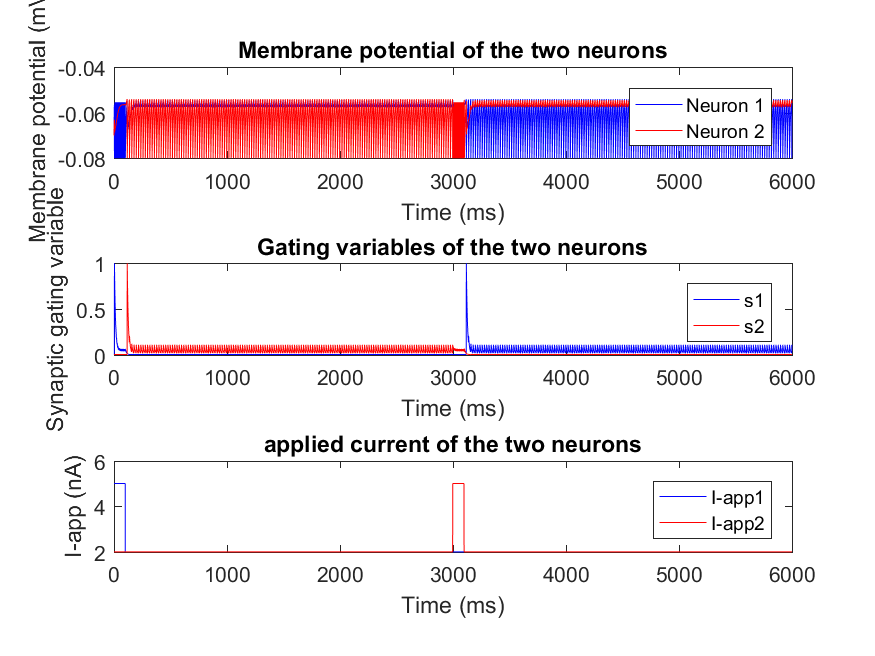 Membrane potential of the two neurons
Membrane potential (mV
-0.04
-0.06
-0.08
Neuron 1
Neuron 2
0 1000 2000 3000 4000 5000 6000
Time (ms)
Gating variables of the two neurons
Synaptic gating variable
1
0.5
0
s1
s2
0 1000 2000 3000 4000 5000 6000
Time (ms)
applied current of the two neurons
I-app (nA)
6
4
2
I-app1
I-app2
0 1000 2000 3000 4000 5000 6000
Time (ms)